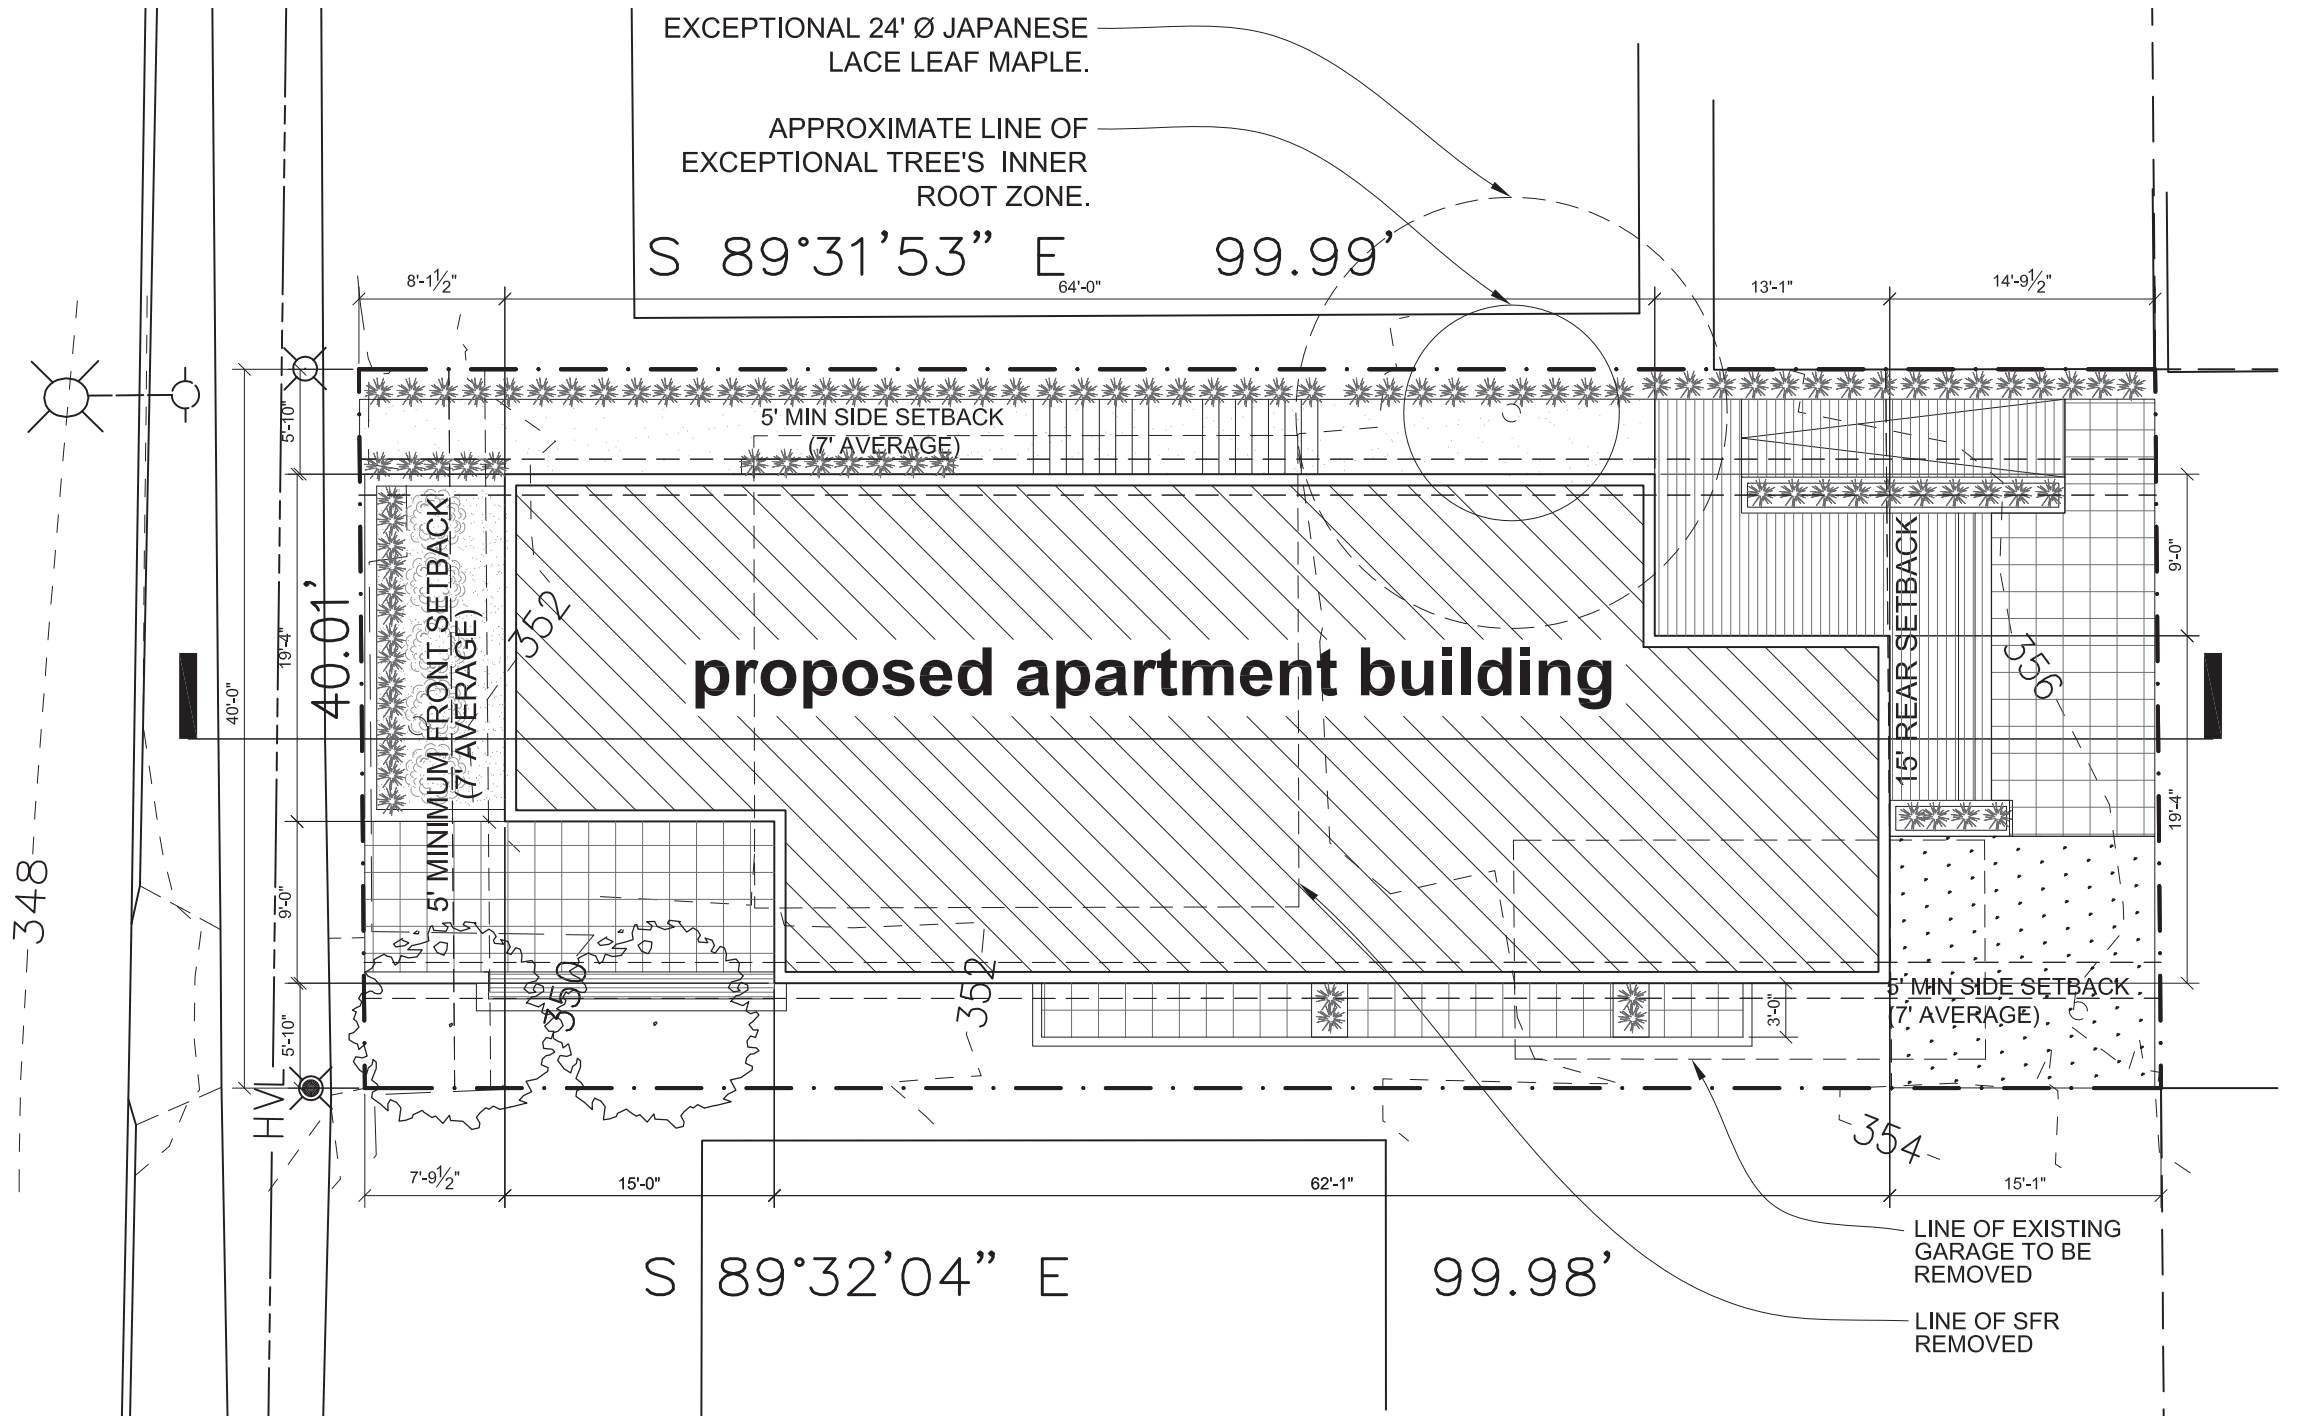 EXCEPTIONAL 24' Ø JAPANESE
LACE LEAF MAPLE.
APPROXIMATE LINE OF
EXCEPTIONAL TREE'S INNER
ROOT ZONE.
S 89°31'53” E 99.99'
8'-1½"
64'-0"
13'-1"
14'-9½"
5'-10"
5' MIN SIDE SETBACK
(7' AVERAGE)
40'-0"
19'-4"
40.01'
5' MINIMUM FRONT SETBACK
(7' AVERAGE)
352
proposed apartment building
15' REAR SETBACK
356
9'-0"
19'-4"
348
9'-0"
5'-10"
HVL
350
352
5' MIN SIDE SETBACK
(7' AVERAGE)
3'-0"
354
7'-9½"
15'-0"
62'-1"
15'-1"
S 89°32'04” E 99.98'
LINE OF EXISTING
GARAGE TO BE
REMOVED
LINE OF SFR
REMOVED